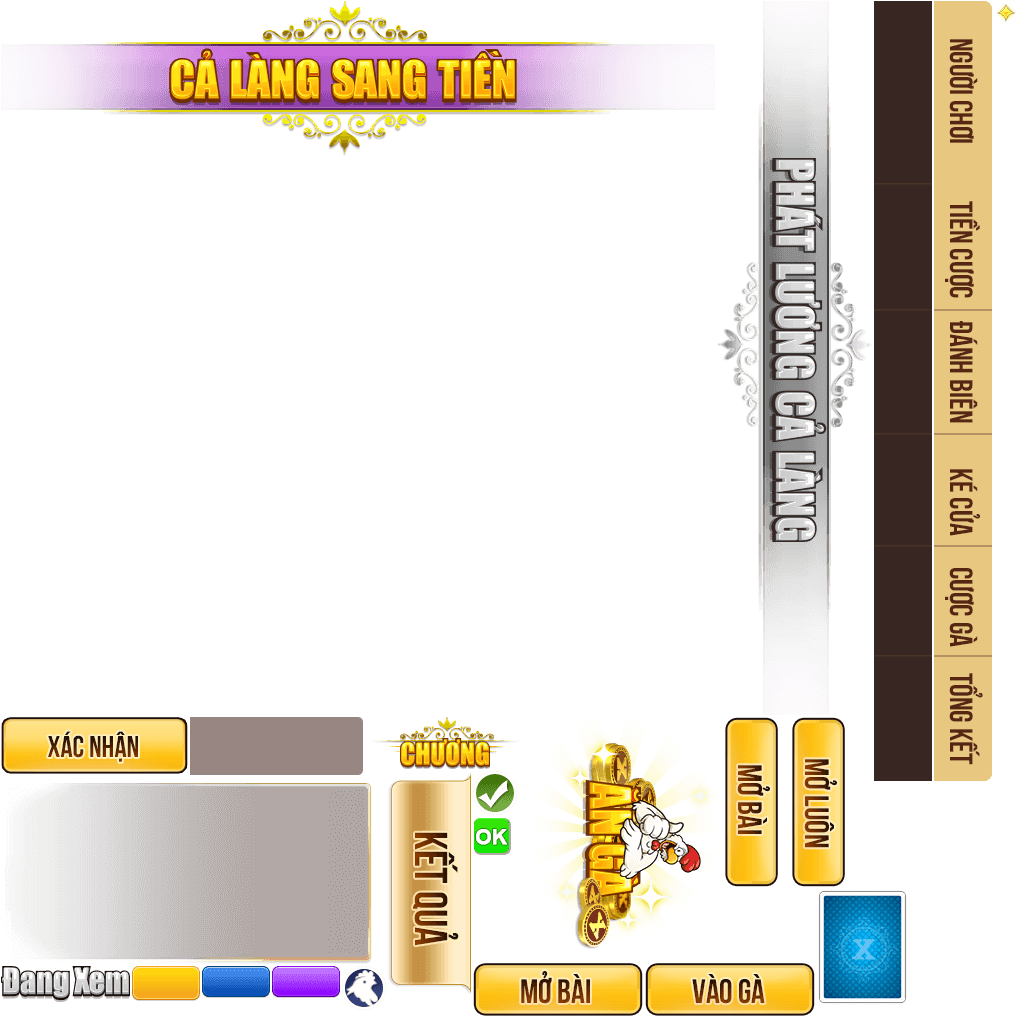 CẢ LÀNG SANG TIỀN
PHÁT LƯƠNG CẢ LÀNG
NGƯỜI CHƠI
TIỀN CƯỢC
ĐÁNH BIÊN
KÉ CỬA
CƯỢC GÀ
TỔNG KẾT
XÁC NHẬN
CHƯƠNG
KẾT QUẢ
OK
ĂN GÀ
MỞ BÀI
MỞ LUÔN
X
Đang Xem
MỞ BÀI
VÀO GÀ